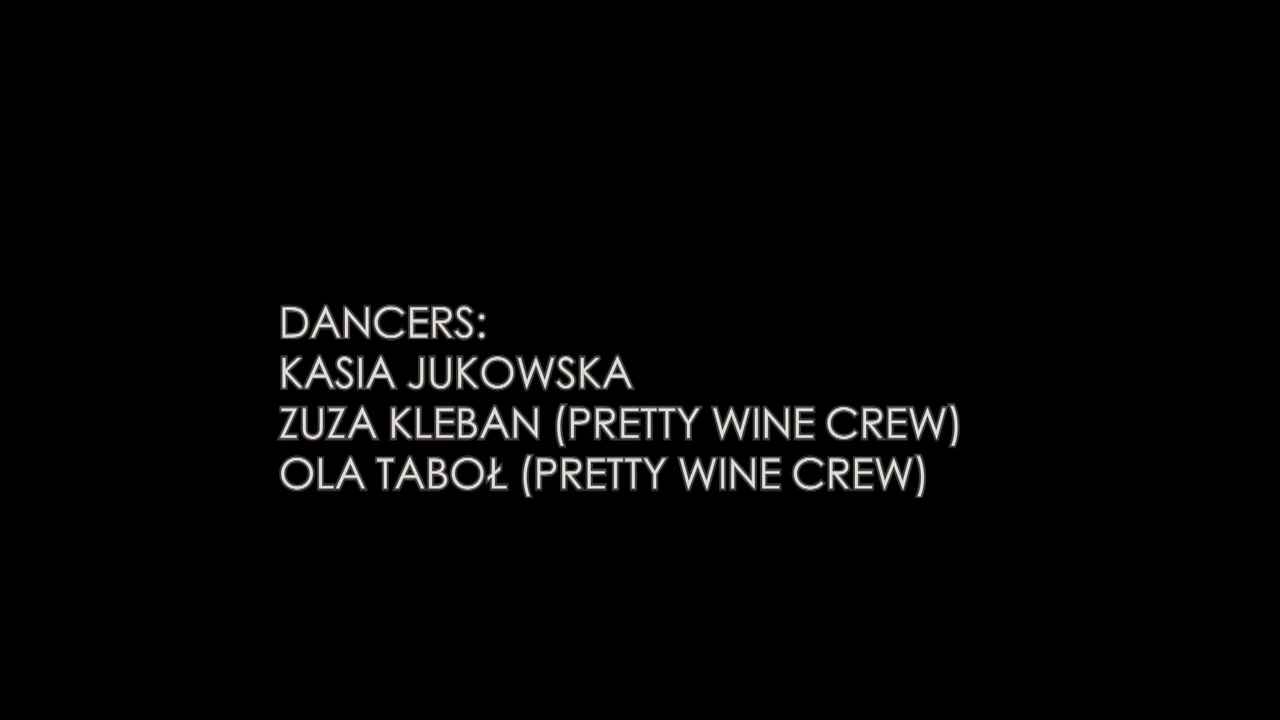 DANCERS:
KASIA JUKOWSKA
ZUZA KLEBAN (PRETTY WINE CREW)
OLA TABOŁ (PRETTY WINE CREW)